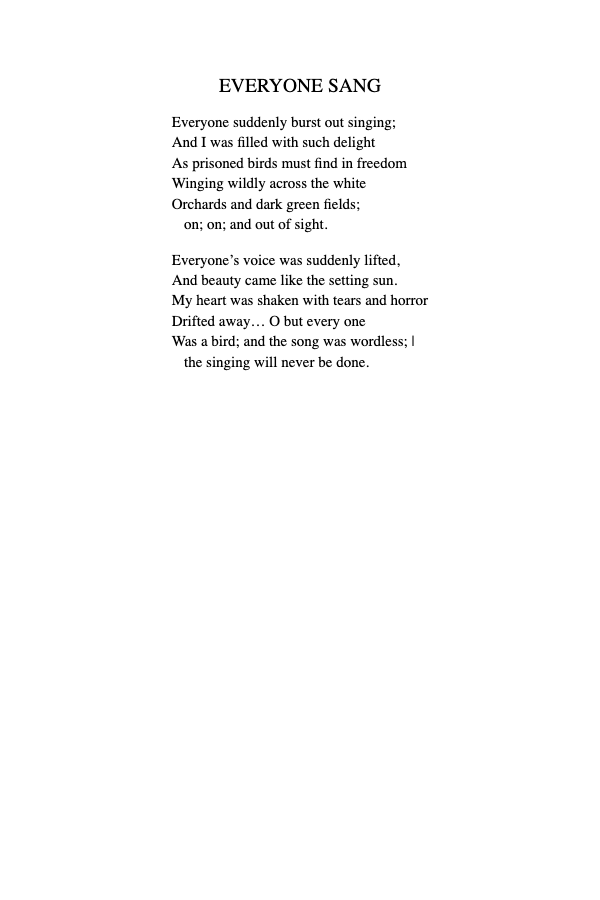 EVERYONE SANG
Everyone suddenly burst out singing;
And I was filled with such delight
As prisoned birds must find in freedom
Winging wildly across the white
Orchards and dark green fields;
on; on; and out of sight.
Everyone’s voice was suddenly lifted,
And beauty came like the setting sun.
My heart was shaken with tears and horror
Drifted away… O but every one
Was a bird; and the song was wordless; |
the singing will never be done.